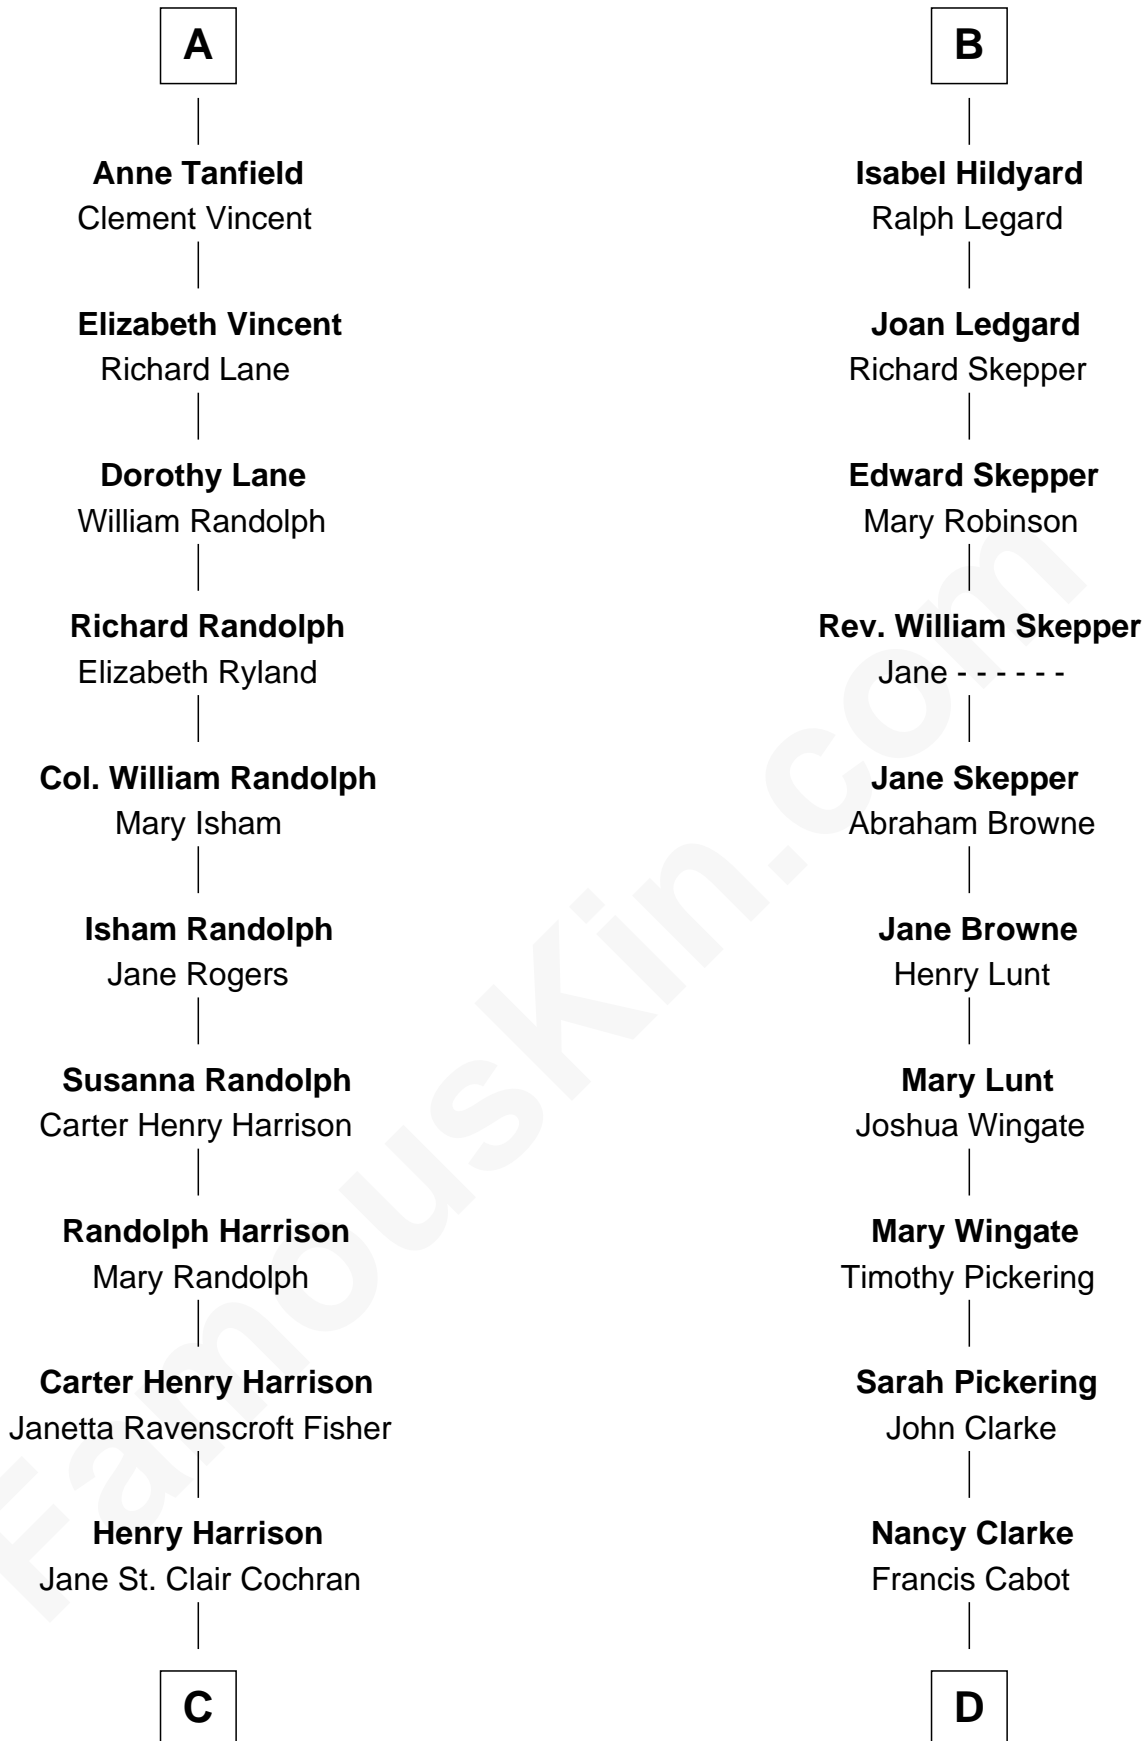 A
Anne Tanfield
Clement Vincent
Elizabeth Vincent
Richard Lane
Dorothy Lane
William Randolph
Richard Randolph
Elizabeth Ryland
Col. William Randolph
Mary Isham
Isham Randolph
Jane Rogers
Susanna Randolph
Carter Henry Harrison
Randolph Harrison
Mary Randolph
Carter Henry Harrison
Janetta Ravenscroft Fisher
Henry Harrison
Jane St. Clair Cochran
C
B
Isabel Hildyard
Ralph Legard
Joan Ledgard
Richard Skepper
Edward Skepper
Mary Robinson
Rev. William Skepper
Jane - - - - - -
Jane Skepper
Abraham Browne
Jane Browne
Henry Lunt
Mary Lunt
Joshua Wingate
Mary Wingate
Timothy Pickering
Sarah Pickering
John Clarke
Nancy Clarke
Francis Cabot
D
FamousKin.com